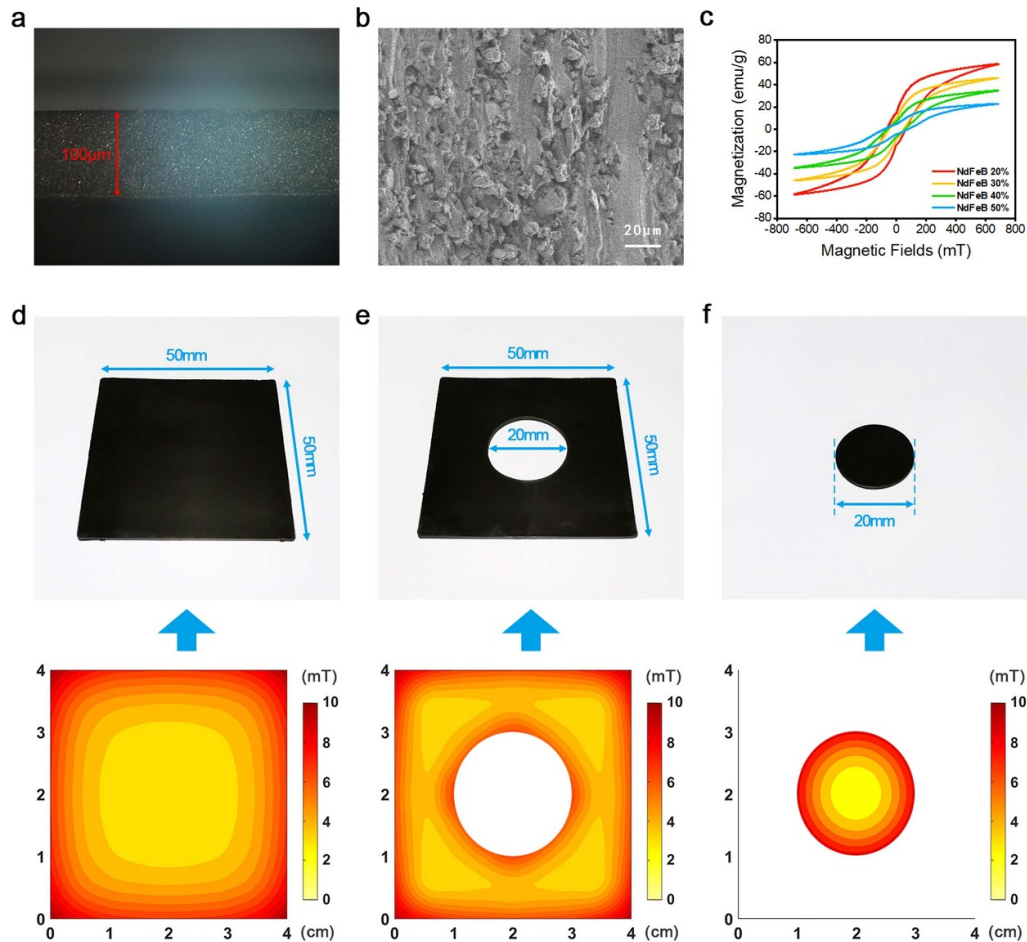 a
b
c
100μm
20μm
Magnetization (emu/g)
80
60
40
20
0
-20
-40
-60
-80
NdFeB 20%
NdFeB 30%
NdFeB 40%
NdFeB 50%
-800 -600 -400 -200 0 200 400 600 800
Magnetic Fields (mT)
d
e
f
50mm
50mm
50mm
20mm
50mm
20mm
4
3
2
1
0
0 1 2 3 4 (cm)
(mT)
10
8
6
4
2
0
4
3
2
1
0
0 1 2 3 4 (cm)
(mT)
10
8
6
4
2
0
4
3
2
1
0
0 1 2 3 4 (cm)
(mT)
10
8
6
4
2
0